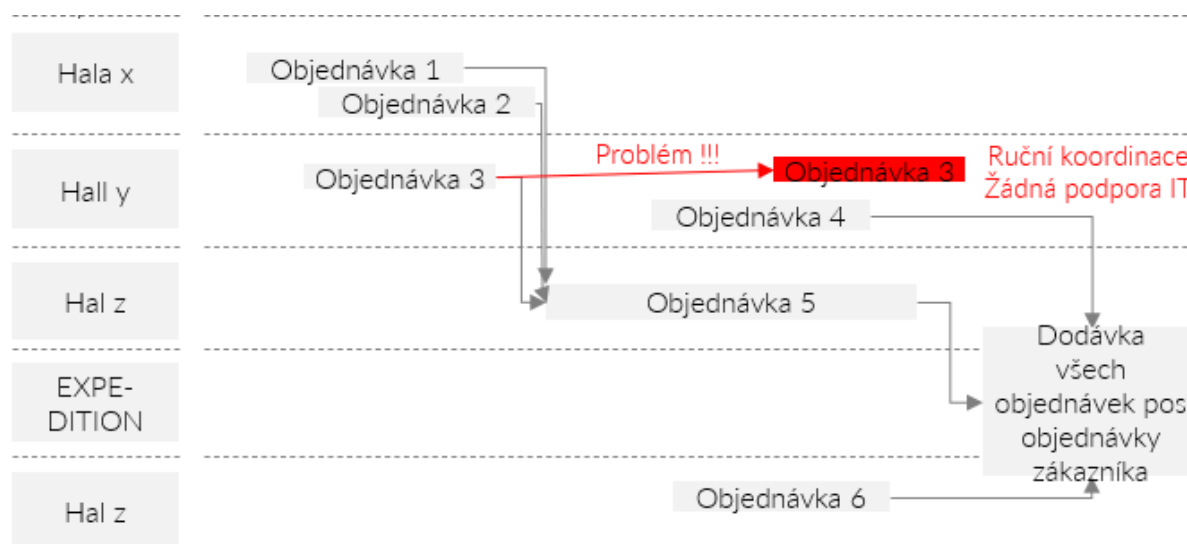 Hala x
Objednávka 1
Objednávka 2
Hall y
Objednávka 3
Problém !!!
Objednávka 3
Ruční koordinace
Žádná podpora IT
Objednávka 4
Hal z
Objednávka 5
EXPE-
DITION
Dodávka
všech
objednávek pos
objednávky
zákazníka
Hal z
Objednávka 6